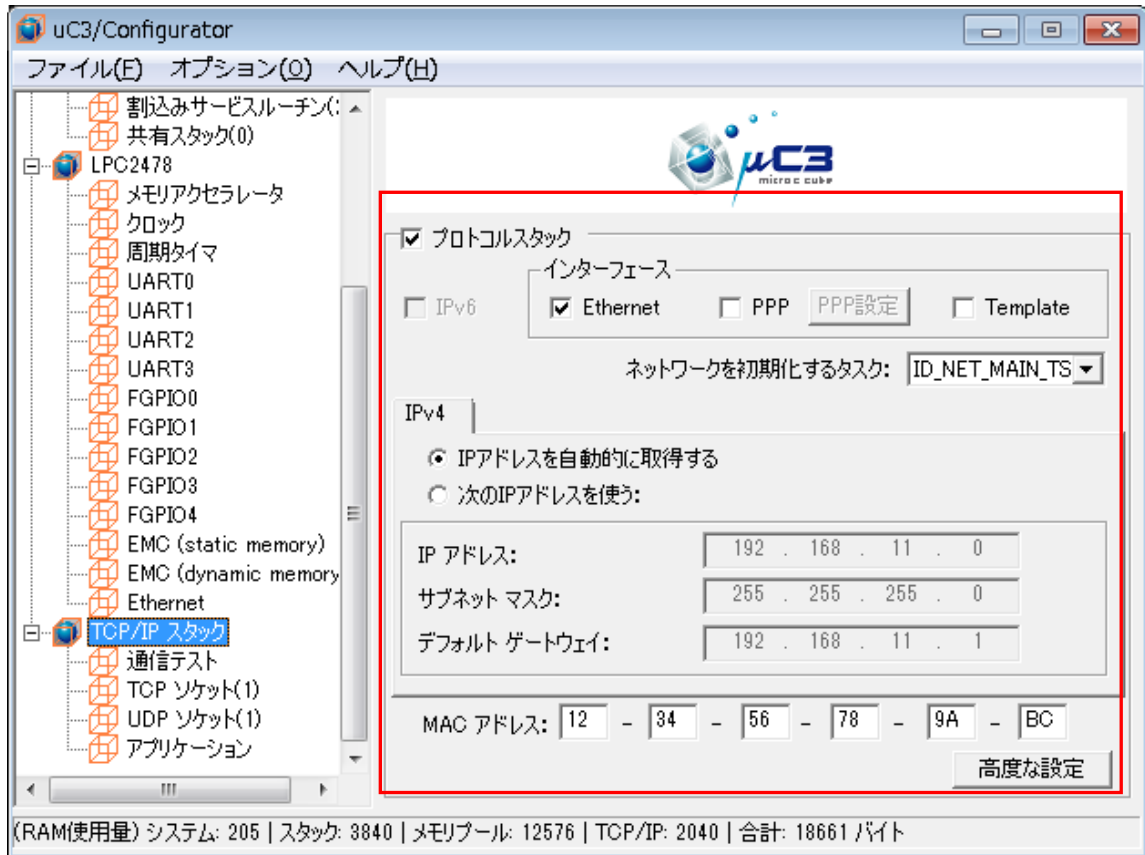 uC3/Configurator
ファイル(F) オプション(O) ヘルプ(H)
割込みサービスルーチン(
共有スタック(0)
LPC2478
メモリアクセラレータ
クロック
周期タイマ
UART0
UART1
UART2
UART3
FGPIO0
FGPIO1
FGPIO2
FGPIO3
FGPIO4
EMC (static memory)
EMC (dynamic memory
Ethernet
TCP/IP スタック
通信テスト
TCP ソケット(1)
UDP ソケット(1)
アプリケーション
μC3
micro c cube
プロトコルスタック
インターフェース
IPv6 Ethernet PPP PPP設定 Template
ネットワークを初期化するタスク: ID_NET_MAIN_TS
IPv4
IPアドレスを自動的に取得する
次のIPアドレスを使う:
IP アドレス: 192 . 168 . 11 . 0
サブネット マスク: 255 . 255 . 255 . 0
デフォルト ゲートウェイ: 192 . 168 . 11 . 1
MAC アドレス: 12 - 34 - 56 - 78 - 9A - BC
高度な設定
(RAM使用量) システム: 205 | スタック: 3840 | メモリプール: 12576 | TCP/IP: 2040 | 合計: 18661 バイト